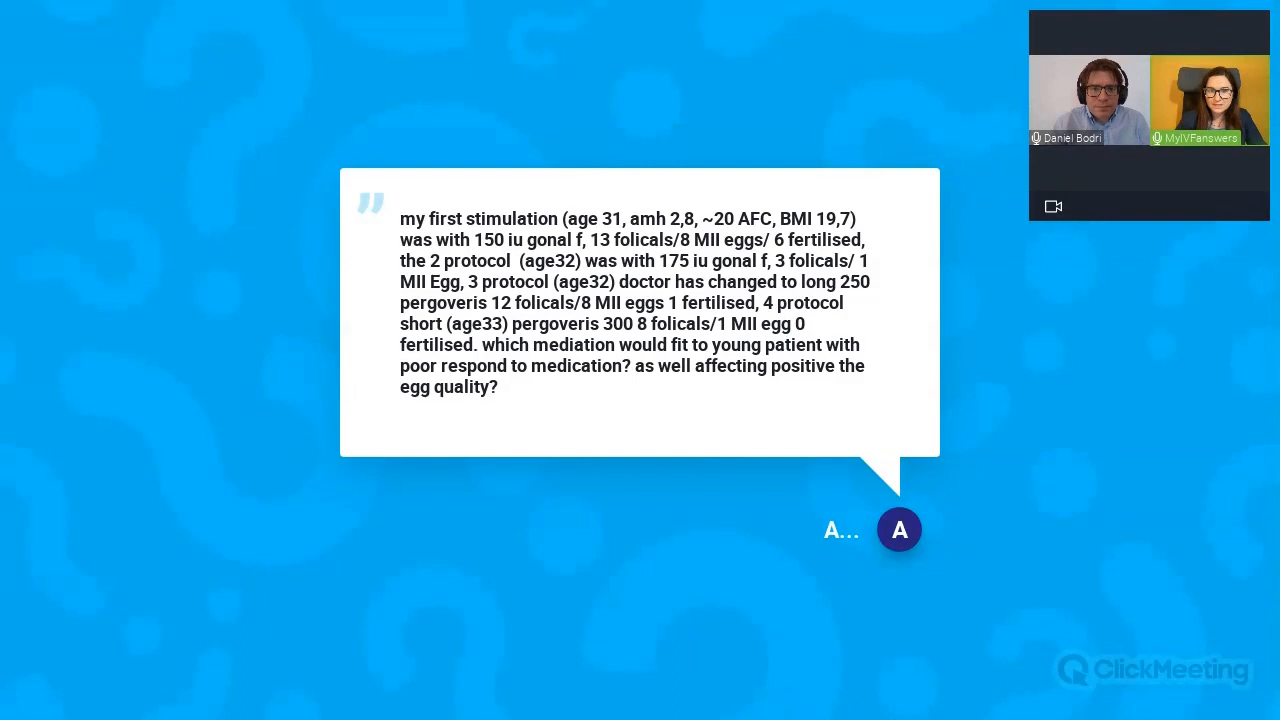 Daniel Bodri
MyIVFanswers
my first stimulation (age 31, amh 2,8, ~20 AFC, BMI 19,7)
was with 150 iu gonal f, 13 folicals/8 MII eggs/ 6 fertilised,
the 2 protocol  (age32) was with 175 iu gonal f, 3 folicals/ 1
MII Egg, 3 protocol (age32) doctor has changed to long 250
pergoveris 12 folicals/8 MII eggs 1 fertilised, 4 protocol
short (age33) pergoveris 300 8 folicals/1 MII egg 0
fertilised. which mediation would fit to young patient with
poor respond to medication? as well affecting positive the
egg quality?
A... A
ClickMeeting